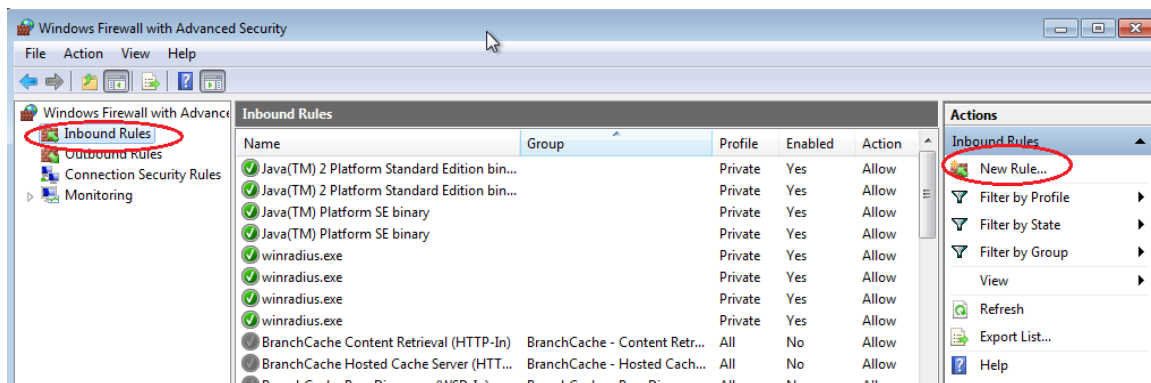 Windows Firewall with Advanced Security
File Action View Help
Windows Firewall with Advance
Inbound Rules
Outbound Rules
Connection Security Rules
Monitoring
Inbound Rules
Name Group Profile Enabled Action
Java(TM) 2 Platform Standard Edition bin... Private Yes Allow
Java(TM) 2 Platform Standard Edition bin... Private Yes Allow
Java(TM) Platform SE binary Private Yes Allow
Java(TM) Platform SE binary Private Yes Allow
winradius.exe Private Yes Allow
winradius.exe Private Yes Allow
winradius.exe Private Yes Allow
winradius.exe Private Yes Allow
BranchCache Content Retrieval (HTTP-In) BranchCache - Content Retr... All No Allow
BranchCache Hosted Cache Server (HTT... BranchCache - Hosted Cach... All No Allow
Actions
Inbound Rules
New Rule...
Filter by Profile
Filter by State
Filter by Group
View
Refresh
Export List...
Help